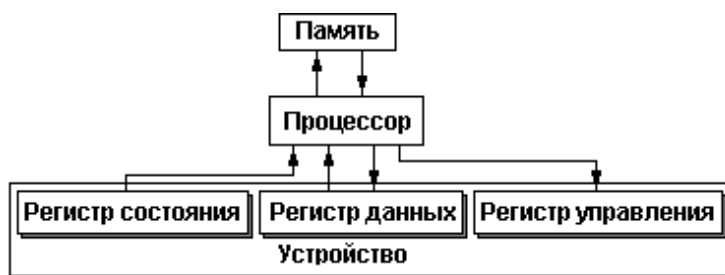 Память
Процессор
Регистр состояния
Регистр данных
Регистр управления
Устройство